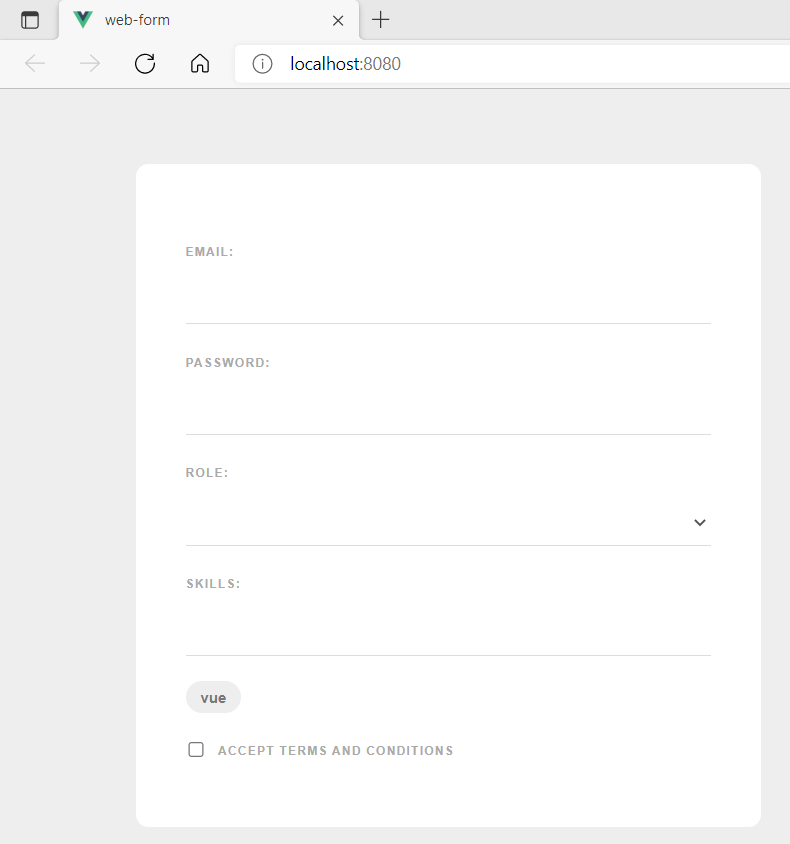 web-form
localhost:8080
EMAIL:
PASSWORD:
ROLE:
SKILLS:
vue
ACCEPT TERMS AND CONDITIONS